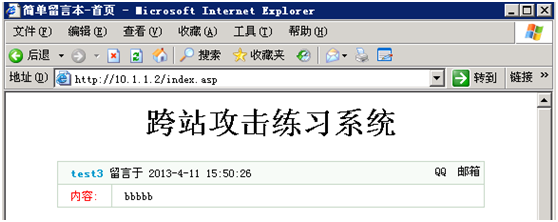 简单留言本-首页 - Microsoft Internet Explorer
文件(F) 编辑(E) 查看(V) 收藏(A) 工具(T) 帮助(H)
后退 搜索 收藏夹
地址(D) http://10.1.1.2/index.asp 转到 链接 »
跨站攻击练习系统
test3 留言于 2013-4-11 15:50:26 QQ 邮箱
内容: bbbbb